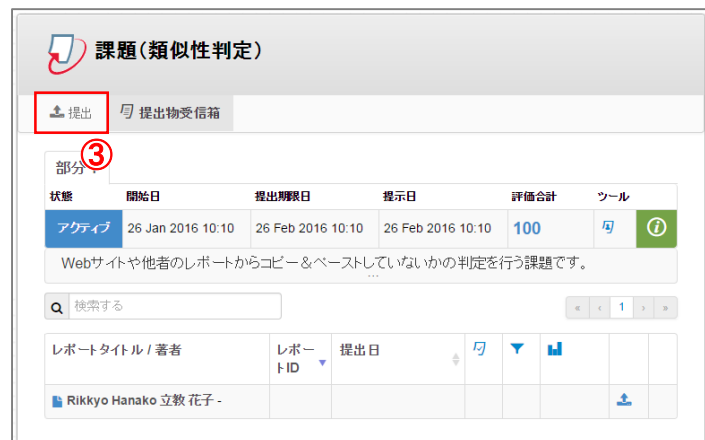 課題(類似性判定)
提出 提出物受信箱
③
部分 1
状態 開始日 提出期限日 提示日 評価合計 ツール
アクティブ 26 Jan 2016 10:10 26 Feb 2016 10:10 26 Feb 2016 10:10 100
Webサイトや他者のレポートからコピー&ペーストしていないかの判定を行う課題です。
...
検索する « ‹ 1 › »
レポートタイトル / 著者 レポー 提出日
トID
Rikkyo Hanako 立教 花子 -